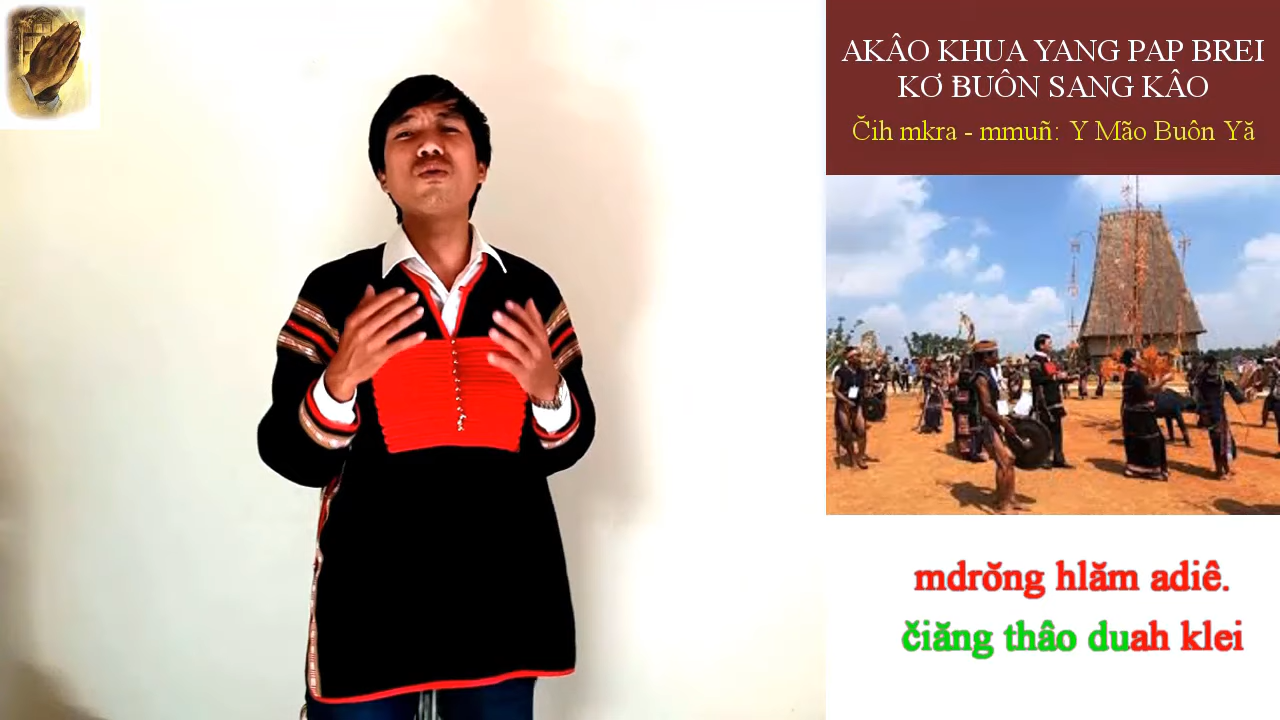 AKÂO KHUA YANG PAP BREI
KƠ ƀUÔN SANG KÂO
Čih mkra - mmuñ: Y Mão Buôn Yă
mdrŏng hlăm adiê.
čiăng thâo duah klei